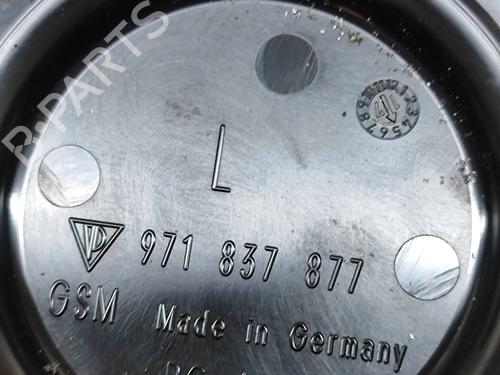 B-PARTS
L
971 837 877
GSM Made in Germany